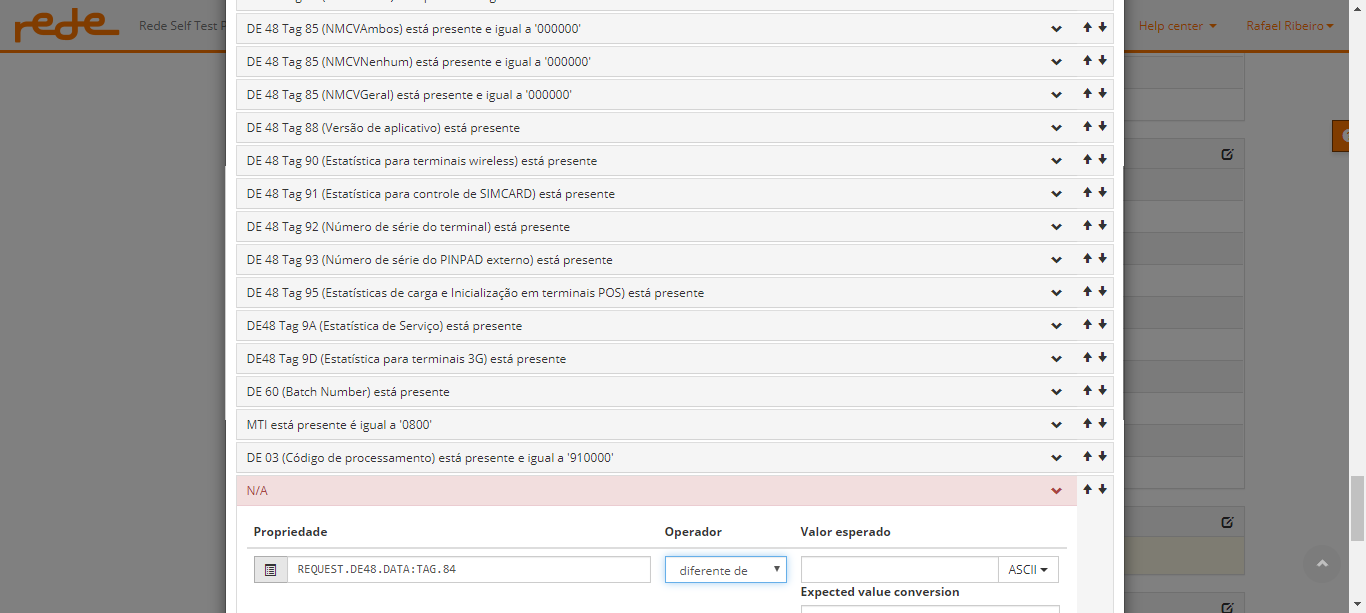 rede
Rede Self Test P
Help center
Rafael Ribeiro
DE 48 Tag 85 (NMCVAmbos) está presente e igual a '000000'
DE 48 Tag 85 (NMCVNenhum) está presente e igual a '000000'
DE 48 Tag 85 (NMCVGeral) está presente e igual a '000000'
DE 48 Tag 88 (Versão de aplicativo) está presente
DE 48 Tag 90 (Estatística para terminais wireless) está presente
DE 48 Tag 91 (Estatística para controle de SIMCARD) está presente
DE 48 Tag 92 (Número de série do terminal) está presente
DE 48 Tag 93 (Número de série do PINPAD externo) está presente
DE 48 Tag 95 (Estatísticas de carga e Inicialização em terminais POS) está presente
DE48 Tag 9A (Estatística de Serviço) está presente
DE48 Tag 9D (Estatística para terminais 3G) está presente
DE 60 (Batch Number) está presente
MTI está presente é igual a '0800'
DE 03 (Código de processamento) está presente e igual a '910000'
N/A
Propriedade Operador Valor esperado
REQUEST.DE48.DATA:TAG.84 diferente de ASCII
Expected value conversion